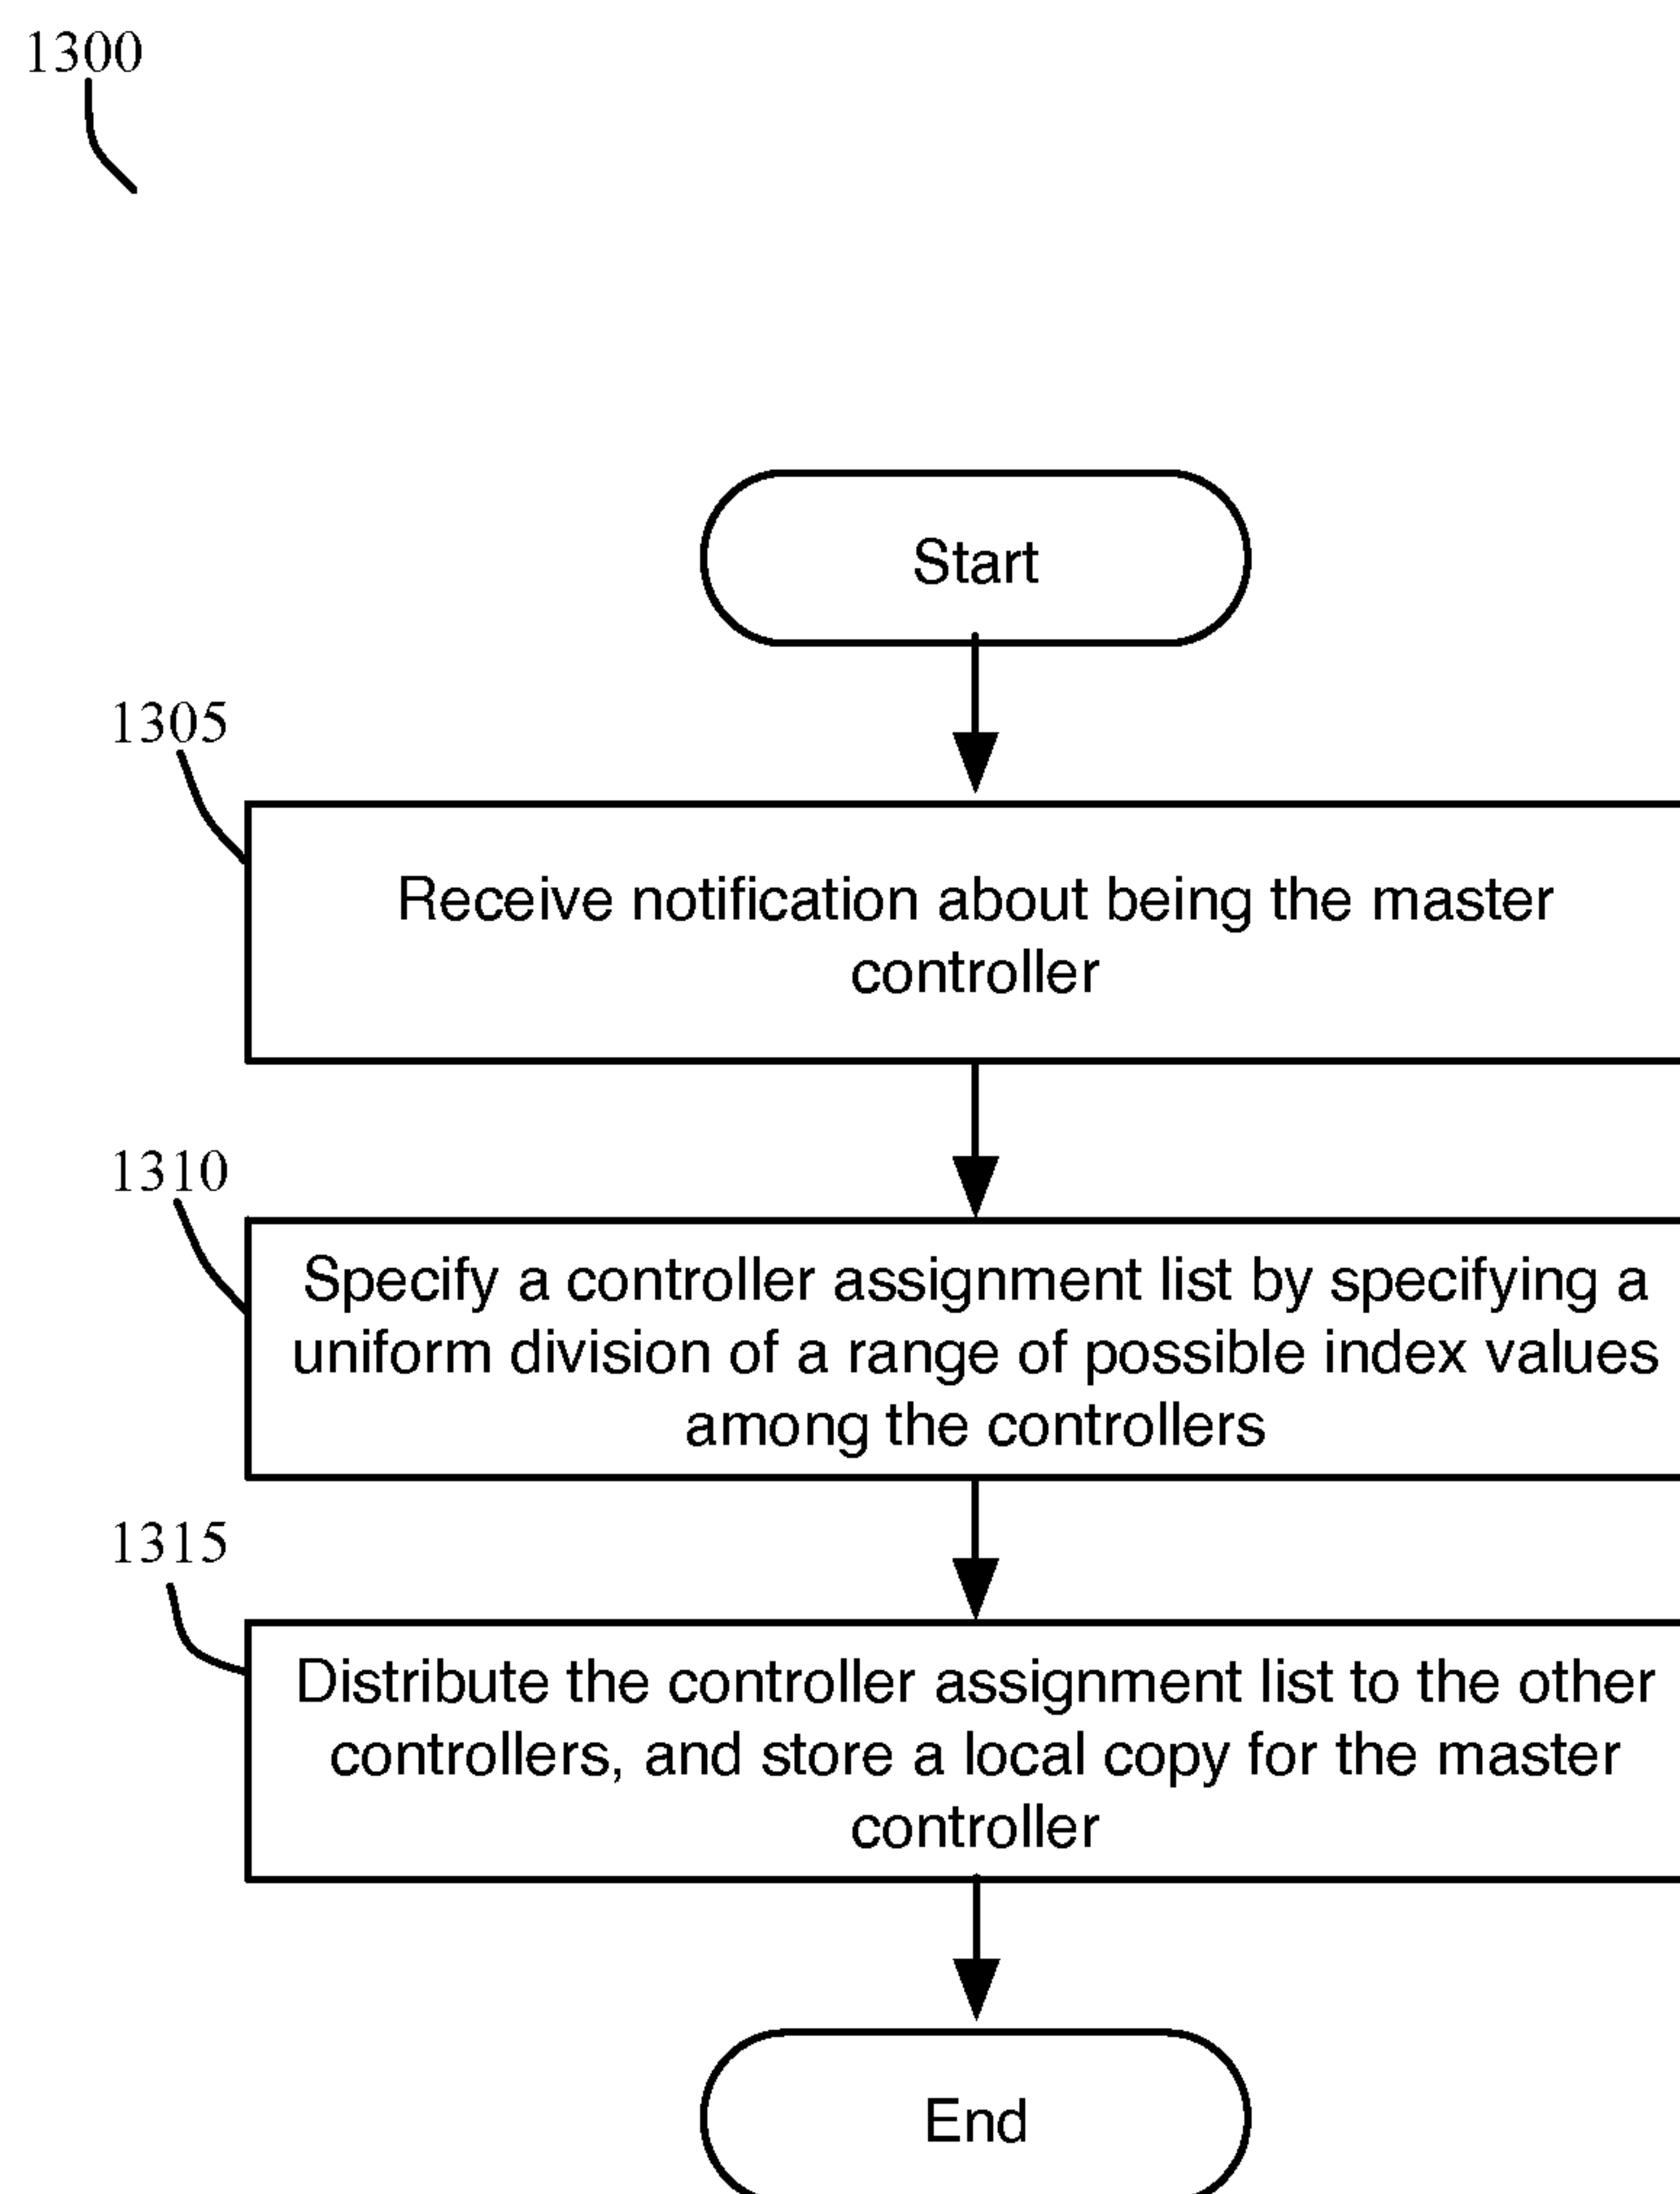 1300
Start
1305
Receive notification about being the master
controller
1310
Specify a controller assignment list by specifying a
uniform division of a range of possible index values
among the controllers
1315
Distribute the controller assignment list to the other
controllers, and store a local copy for the master
controller
End